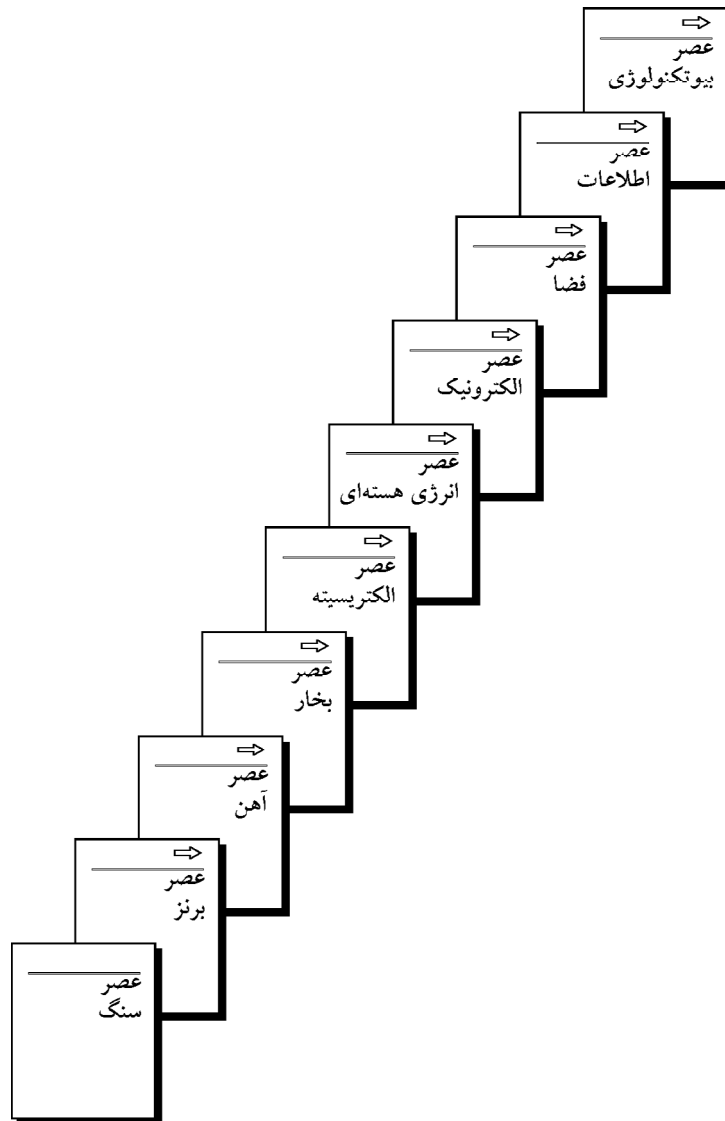 عصر
بیوتکنولوژی
عصر
اطلاعات
عصر
فضا
عصر
الکترونیک
عصر
انرژی هسته‌ای
عصر
الکتریسیته
عصر
بخار
عصر
آهن
عصر
برنز
عصر
سنگ